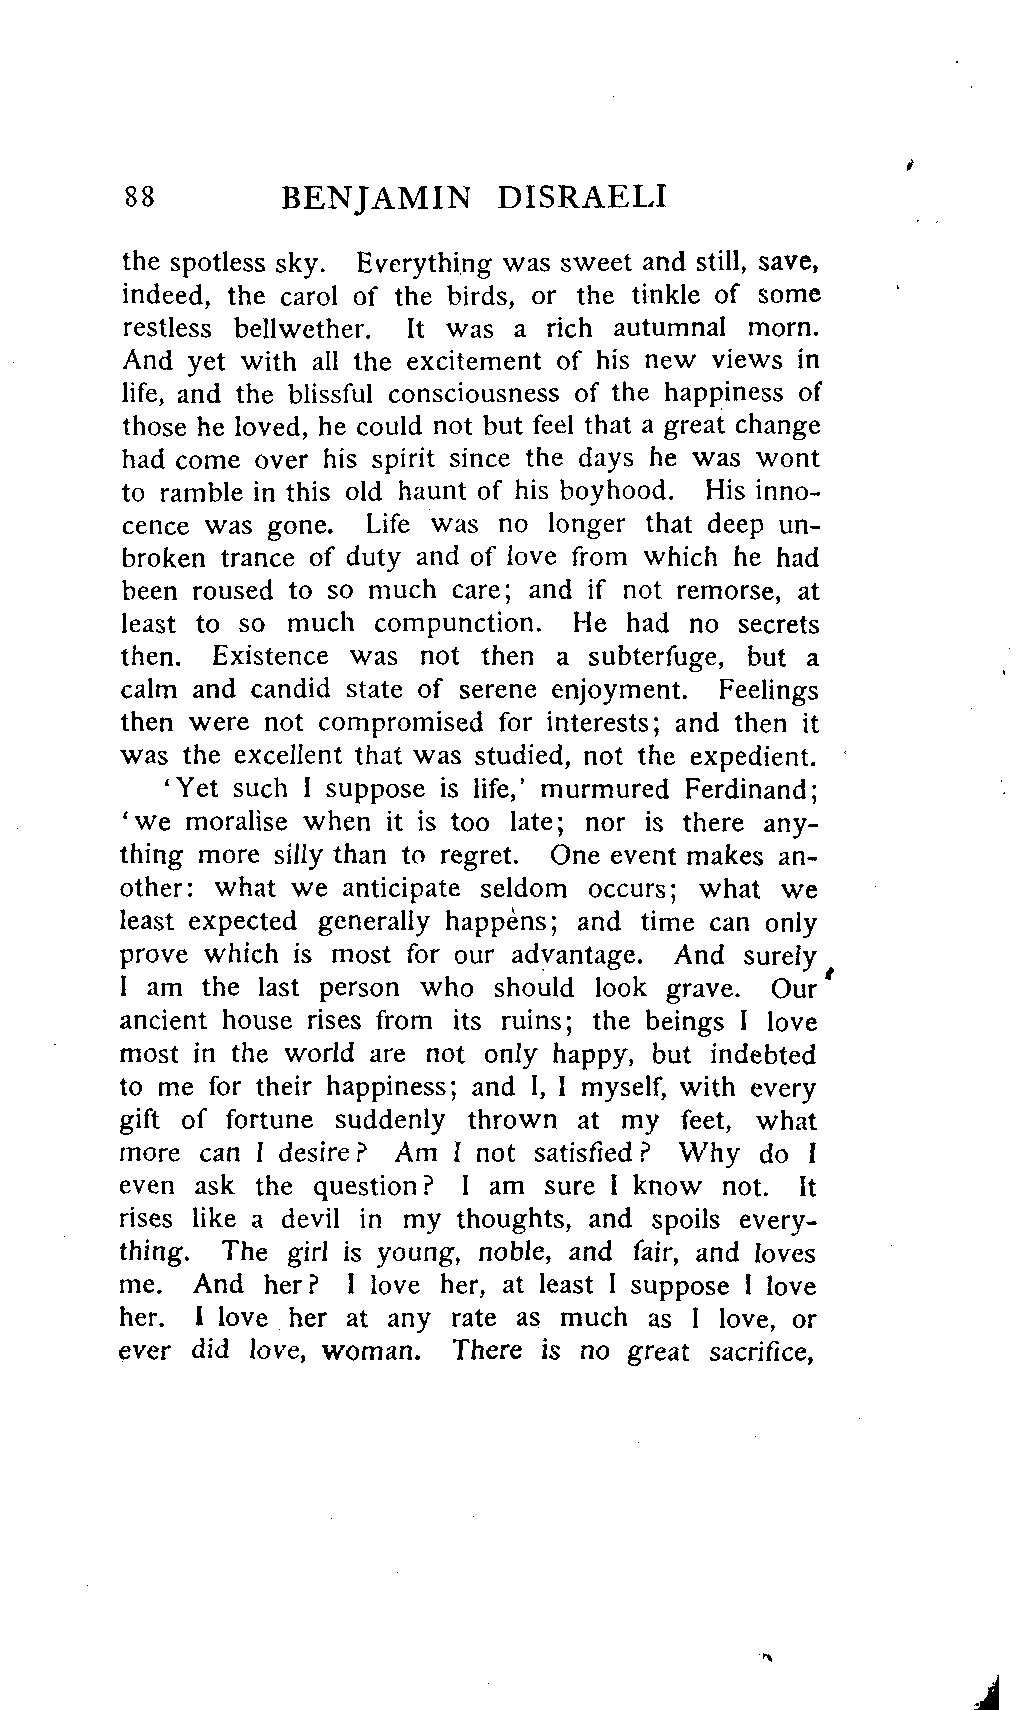 88 BENJAMIN DISRAELI
the spotless sky. Everything was sweet and still, save,
indeed, the carol of the birds, or the tinkle of some
restless bellwether. It was a rich autumnal morn.
And yet with all the excitement of his new views in
life, and the blissful consciousness of the happiness of
those he loved, he could not but feel that a great change
had come over his spirit since the days he was wont
to ramble in this old haunt of his boyhood. His inno-
cence was gone. Life was no longer that deep un-
broken trance of duty and of love from which he had
been roused to so much care; and if not remorse, at
least to so much compunction. He had no secrets
then. Existence was not then a subterfuge, but a
calm and candid state of serene enjoyment. Feelings
then were not compromised for interests; and then it
was the excellent that was studied, not the expedient.
'Yet such I suppose is life,' murmured Ferdinand;
'we moralise when it is too late; nor is there any-
thing more silly than to regret. One event makes an-
other: what we anticipate seldom occurs; what we
least expected generally happens; and time can only
prove which is most for our advantage. And surely
I am the last person who should look grave. Our
ancient house rises from its ruins; the beings I love
most in the world are not only happy, but indebted
to me for their happiness; and I, I myself, with every
gift of fortune suddenly thrown at my feet, what
more can I desire? Am I not satisfied? Why do I
even ask the question? I am sure I know not. It
rises like a devil in my thoughts, and spoils every-
thing. The girl is young, noble, and fair, and loves
me. And her? I love her, at least I suppose I love
her. I love her at any rate as much as I love, or
ever did love, woman. There is no great sacrifice,